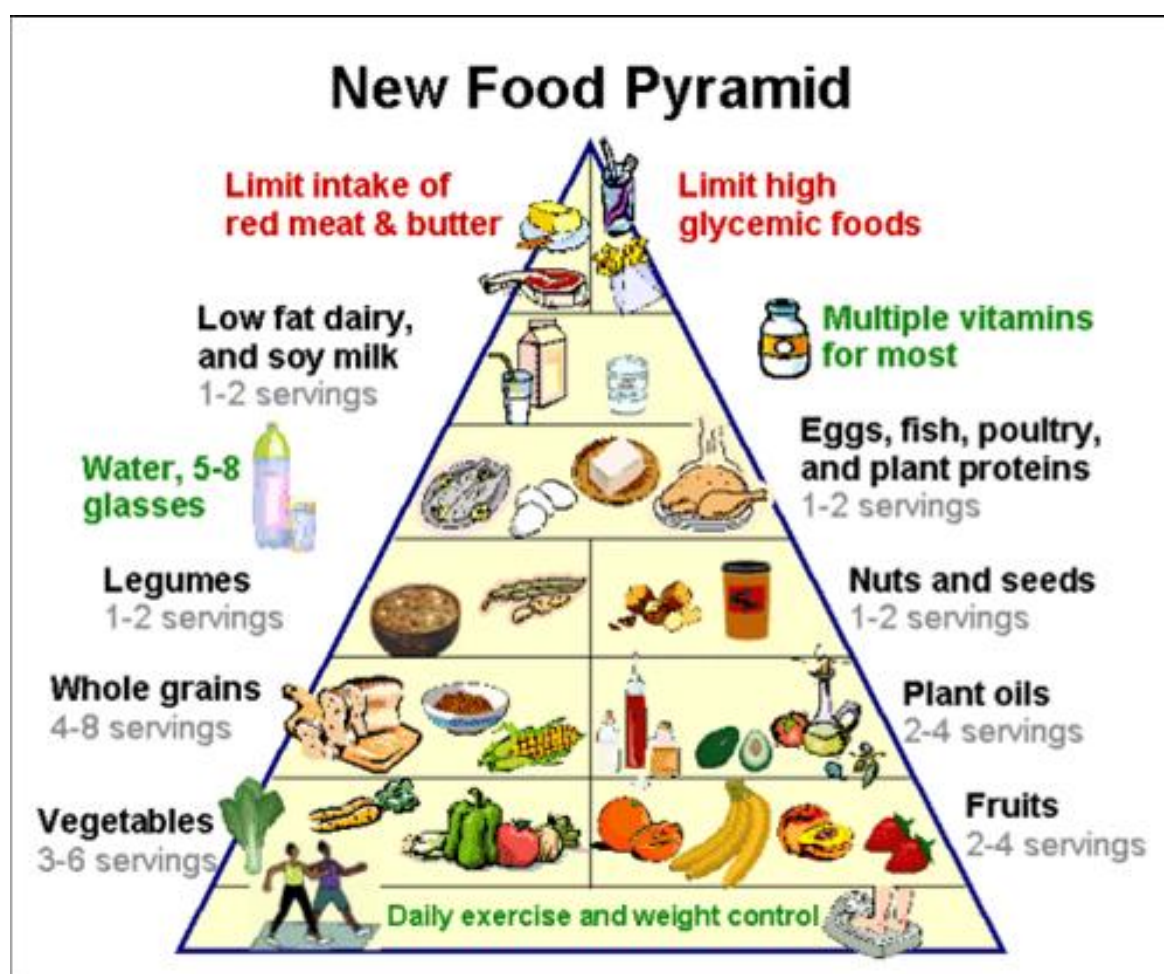 New Food Pyramid
Limit intake of
red meat & butter
Limit high
glycemic foods
Low fat dairy,
and soy milk
1-2 servings
Multiple vitamins
for most
Water, 5-8
glasses
Eggs, fish, poultry,
and plant proteins
1-2 servings
Legumes
1-2 servings
Nuts and seeds
1-2 servings
Whole grains
4-8 servings
Plant oils
2-4 servings
Vegetables
3-6 servings
Fruits
2-4 servings
Daily exercise and weight control